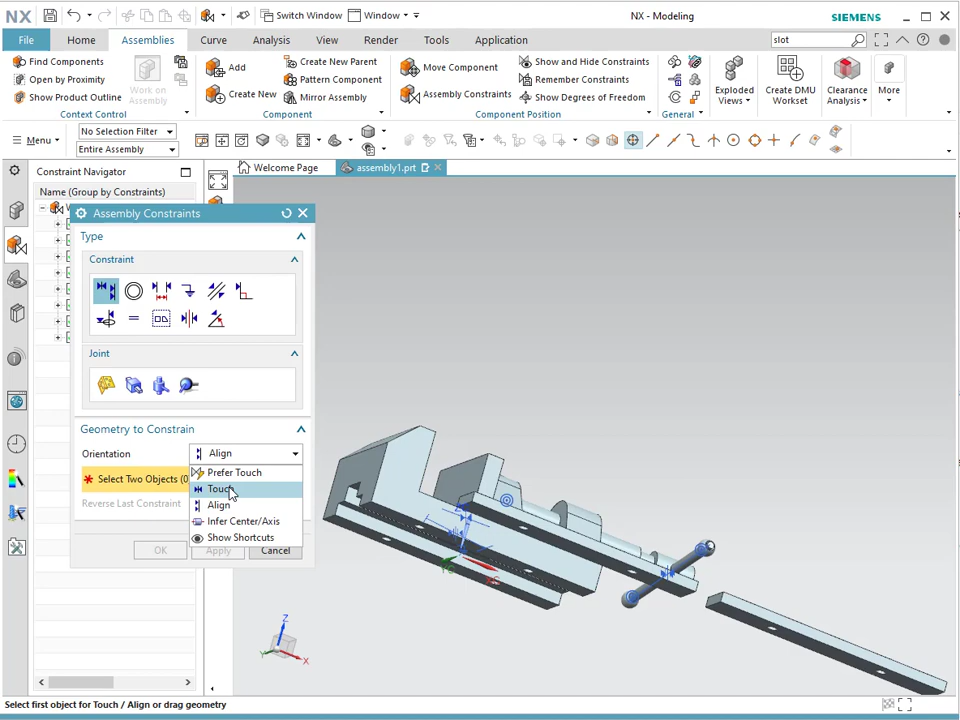 NX
Switch Window
Window
NX - Modeling
SIEMENS
File
Home
Assemblies
Curve
Analysis
View
Render
Tools
Application
slot
Find Components
Open by Proximity
Show Product Outline
Work on
Assembly
Context Control
Add
Create New
Create New Parent
Pattern Component
Mirror Assembly
Component
Move Component
Assembly Constraints
Show and Hide Constraints
Remember Constraints
Show Degrees of Freedom
Component Position
General
Exploded
Views
Create DMU
Workset
Clearance
Analysis
More
Menu
No Selection Filter
Entire Assembly
Constraint Navigator
Name (Group by Constraints)
Welcome Page
assembly1.prt
Assembly Constraints
Type
Constraint
Joint
Geometry to Constrain
Orientation
Align
Select Two Objects (0
Reverse Last Constraint
Prefer Touch
Touch
Align
Infer Center/Axis
Show Shortcuts
OK
Apply
Cancel
Z
Y
X
Select first object for Touch / Align or drag geometry